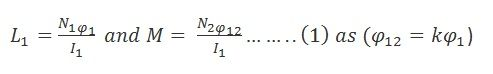 L₁ = N₁φ₁/I₁ and M = N₂φ₁₂/I₁ … … . . (1) as (φ₁₂ = kφ₁)